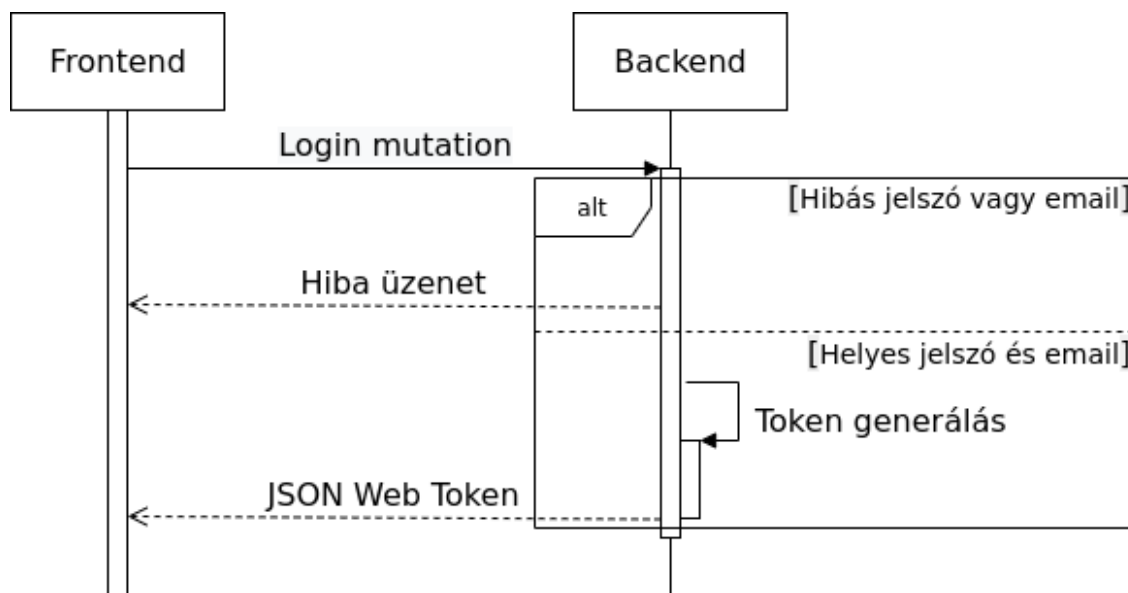 Frontend
Backend
Login mutation
alt
[Hibás jelszó vagy email]
Hiba üzenet
[Helyes jelszó és email]
Token generálás
JSON Web Token